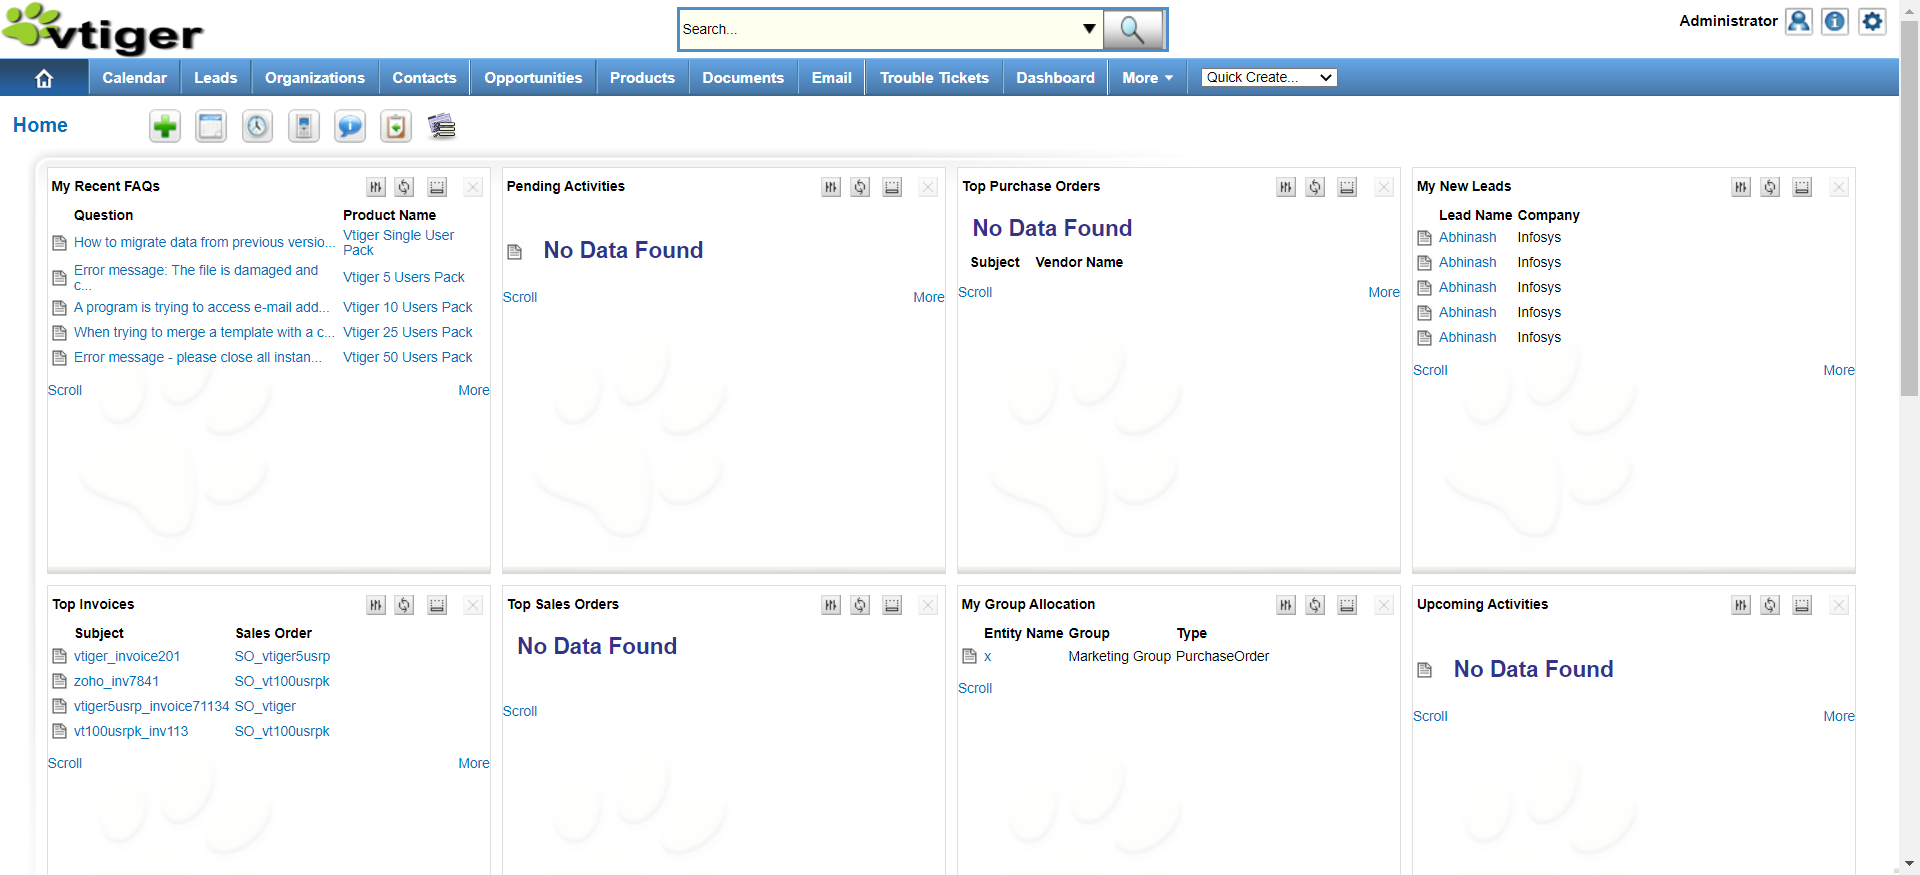 vtiger
Search...
Administrator
Calendar Leads Organizations Contacts Opportunities Products Documents Email Trouble Tickets Dashboard More Quick Create...
Home
My Recent FAQs
Question Product Name
How to migrate data from previous versio... Vtiger Single User
Pack
Error message: The file is damaged and
c... Vtiger 5 Users Pack
A program is trying to access e-mail add... Vtiger 10 Users Pack
When trying to merge a template with a c... Vtiger 25 Users Pack
Error message - please close all instan... Vtiger 50 Users Pack
Scroll More
Pending Activities
No Data Found
Scroll More
Top Purchase Orders
No Data Found
Subject Vendor Name
Scroll More
My New Leads
Lead Name Company
Abhinash Infosys
Abhinash Infosys
Abhinash Infosys
Abhinash Infosys
Abhinash Infosys
Scroll More
Top Invoices
Subject Sales Order
vtiger_invoice201 SO_vtiger5usrp
zoho_inv7841 SO_vt100usrpk
vtiger5usrp_invoice71134 SO_vtiger
vt100usrpk_inv113 SO_vt100usrpk
Scroll More
Top Sales Orders
No Data Found
Scroll
My Group Allocation
Entity Name Group Type
x Marketing Group PurchaseOrder
Scroll
Upcoming Activities
No Data Found
Scroll More